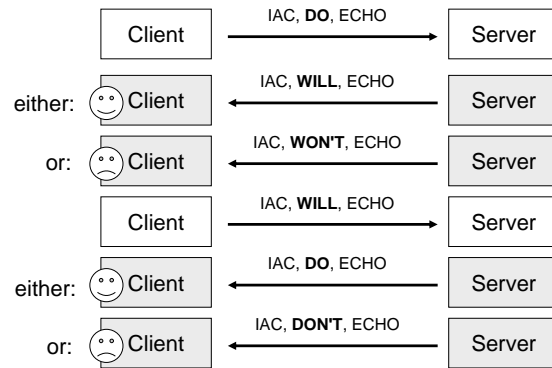 IAC, DO, ECHO
Client Server
IAC, WILL, ECHO
either: Client Server
IAC, WON'T, ECHO
or: Client Server
IAC, WILL, ECHO
Client Server
IAC, DO, ECHO
either: Client Server
IAC, DON'T, ECHO
or: Client Server